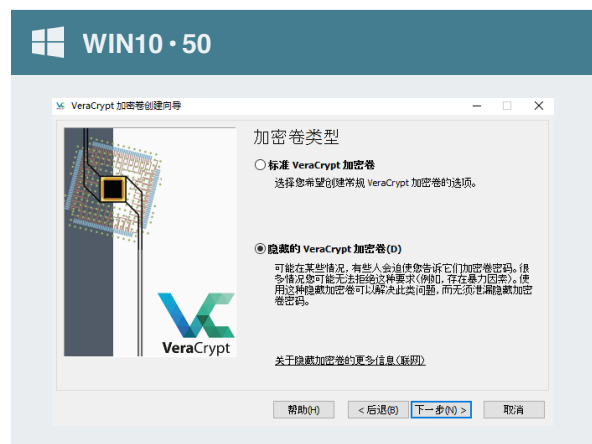 WIN10 · 50
VeraCrypt 加密卷创建向导
加密卷类型
标准 VeraCrypt 加密卷
选择您希望创建常规 VeraCrypt 加密卷的选项。
隐藏的 VeraCrypt 加密卷(D)
可能在某些情况，有些人会迫使您告诉它们加密卷密码。很
多情况您可能无法拒绝这种要求(例如，存在暴力因素)。使
用这种隐藏加密卷可以解决此类问题，而无须泄漏隐藏加密
卷密码。
VeraCrypt
关于隐藏加密卷的更多信息(联网)
帮助(H)
< 后退(B)
下一步(N) >
取消